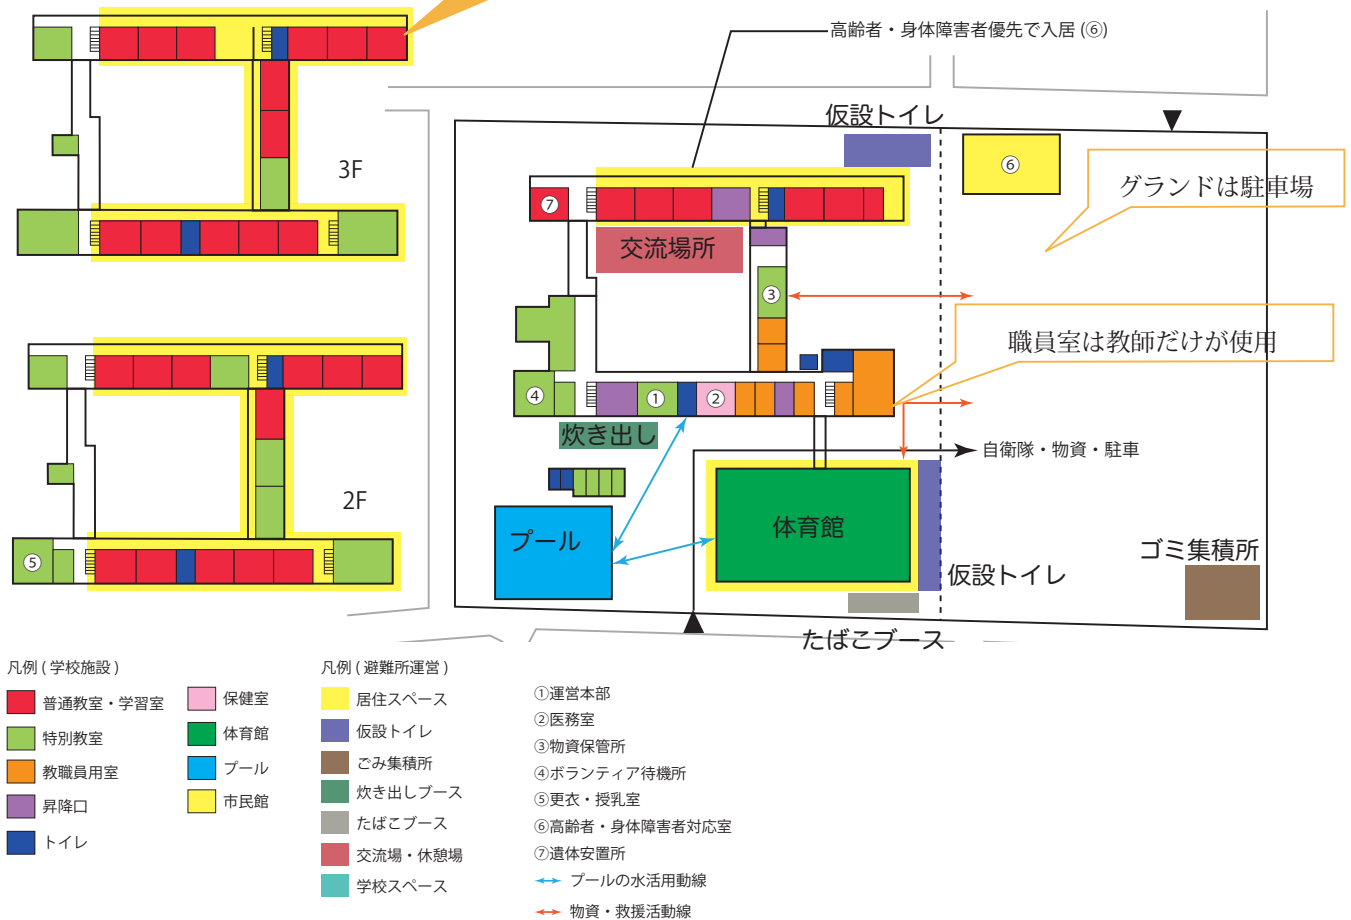 高齢者・身体障害者優先で入居 (⑥)
仮設トイレ
⑥
グランドは駐車場
3F
⑦
交流場所
③
職員室は教師だけが使用
④
①
②
炊き出し
自衛隊・物資・駐車
2F
プール
体育館
⑤
仮設トイレ
ゴミ集積所
たばこブース
凡例 ( 学校施設 )
普通教室・学習室
特別教室
教職員用室
昇降口
トイレ
保健室
体育館
プール
市民館
凡例 ( 避難所運営 )
居住スペース
仮設トイレ
ごみ集積所
炊き出しブース
たばこブース
交流場・休憩場
学校スペース
①運営本部
②医務室
③物資保管所
④ボランティア待機所
⑤更衣・授乳室
⑥高齢者・身体障害者対応室
⑦遺体安置所
プールの水活用動線
物資・救援活動線